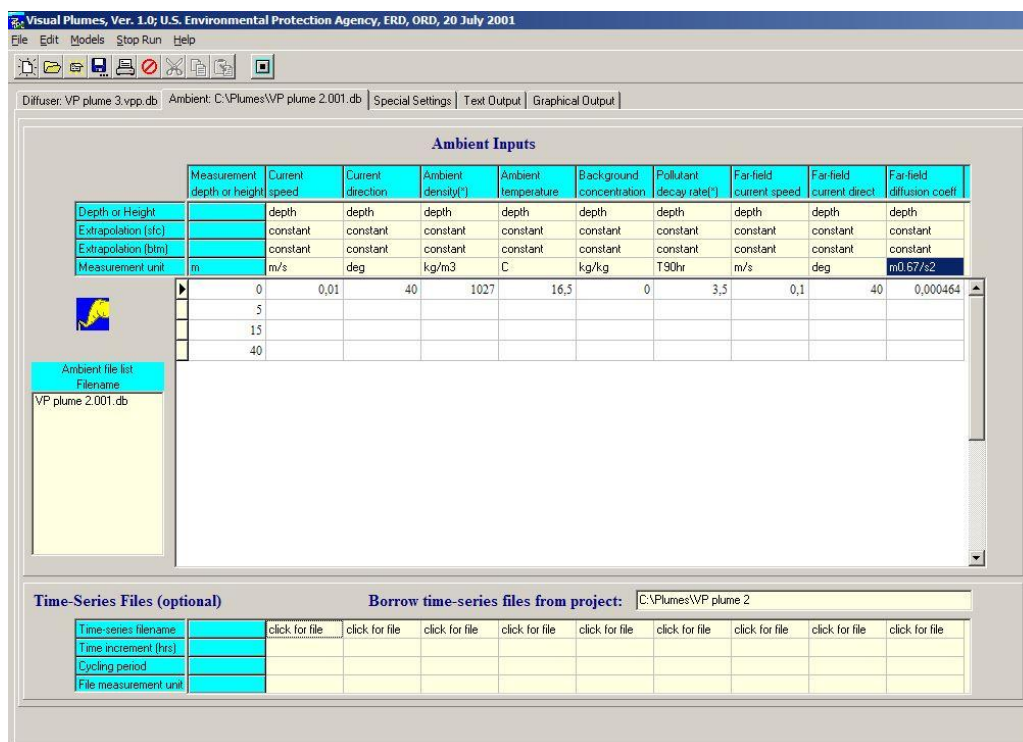 Visual Plumes, Ver. 1.0; U.S. Environmental Protection Agency, ERD, ORD, 20 July 2001
File Edit Models Stop Run Help
Diffuser: VP plume 3.vpp.db Ambient: C:\Plumes\VP plume 2.001.db Special Settings Text Output Graphical Output
Ambient Inputs
Measurement Current Current Ambient Ambient Background Pollutant Far-field Far-field Far-field
depth or height speed direction density(*) temperature concentration decay rate(*) current speed current direct diffusion coeff
Depth or Height depth depth depth depth depth depth depth depth depth
Extrapolation (sfc) constant constant constant constant constant constant constant constant constant
Extrapolation (btm) constant constant constant constant constant constant constant constant constant
Measurement unit m m/s deg kg/m3 C kg/kg T90hr m/s deg m0.67/s2
0 0,01 40 1027 16,5 0 3,5 0,1 40 0,000464
5
15
40
Ambient file list
Filename
VP plume 2.001.db
Time-Series Files (optional) Borrow time-series files from project: C:\Plumes\VP plume 2
Time-series filename click for file click for file click for file click for file click for file click for file click for file click for file click for file
Time increment (hrs)
Cycling period
File measurement unit